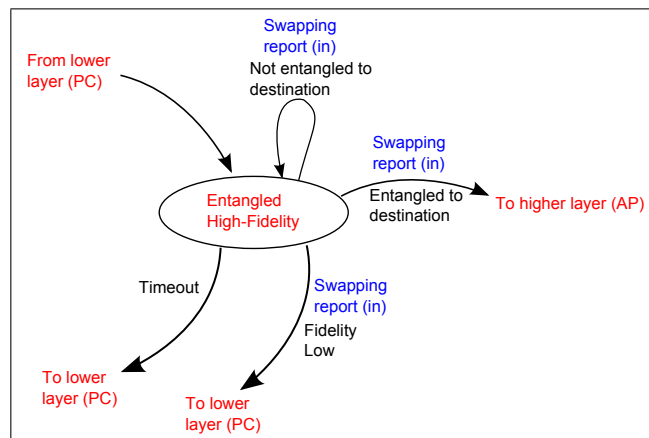 Swapping
report (in)
Not entangled to
destination
From lower
layer (PC)
Swapping
report (in)
Entangled to
destination
To higher layer (AP)
Entangled
High-Fidelity
Timeout
Swapping
report (in)
Fidelity
Low
To lower
layer (PC)
To lower
layer (PC)